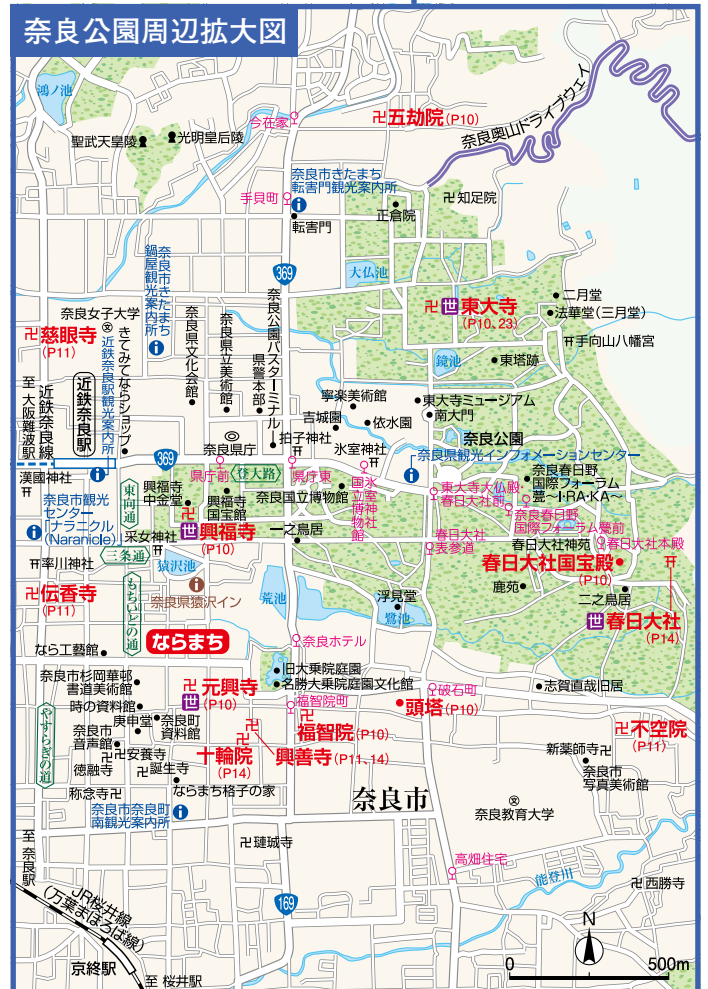 奈良公園周辺拡大図
鴻ノ池
聖武天皇陵
光明皇后陵
今在家
卍五劫院(P10)
奈良奥山ドライブウェイ
奈良市きたまち
転害門観光案内所
手貝町
転害門
正倉院
卍知足院
369
大仏池
卍世東大寺
(P10、23)
二月堂
法華堂(三月堂)
手向山八幡宮
鏡池
東塔跡
奈良女子大学
卍慈眼寺
(P11)
奈良市きたまち
鍋屋観光案内所
近鉄奈良駅観光案内所
きてみてならショップ
奈良県文化会館
奈良県立美術館
県警本部
奈良公園バスターミナル
至 大阪難波駅
近鉄奈良線
近鉄奈良駅
寧楽美術館
吉城園
依水園
東大寺ミュージアム
南大門
奈良公園
奈良県観光インフォメーションセンター
369
奈良県庁
拍子神社
氷室神社
漢國神社
県庁前
登大路
県庁東
興福寺
中金堂
興福寺
国宝館
奈良国立博物館
氷室神社
国立博物館
東大寺大仏殿・
春日大社前
奈良春日野
国際フォーラム
甍~I・RA・KA~
奈良春日野
国際フォーラム甍前
奈良市観光
センター
「ナラニクル」
(Naranicle)
東向通
采女神社
卍
世興福寺
(P10)
一之鳥居
春日大社
表参道
春日大社神苑
春日大社本殿
春日大社国宝殿
(P10)
三条通
率川神社
猿沢池
奈良県猿沢イン
荒池
浮見堂
鷺池
鹿苑
二之鳥居
世春日大社
(P14)
卍伝香寺
(P11)
もちいどの通
ならまち
奈良ホテル
なら工藝館
奈良市杉岡華邨
書道美術館
卍元興寺
世(P10)
旧大乗院庭園
名勝大乗院庭園文化館
破石町
志賀直哉旧居
時の資料館
福智院町
頭塔(P10)
やすらぎの道
庚申堂
奈良町
資料館
奈良市
音声館
卍
福智院(P10)
卍不空院
(P11)
卍
十輪院
(P14)
卍
興善寺(P11、14)
卍安養寺
卍
徳融寺
卍誕生寺
新薬師寺卍
奈良市
写真美術館
称念寺卍
ならまち格子の家
奈良市
奈良市奈良町
南観光案内所
奈良教育大学
至 奈良駅
卍璉珹寺
高畑住宅
能登川
卍西勝寺
JR桜井線
(万葉まほろば線)
169
京終駅
至 桜井駅
N
0 500m